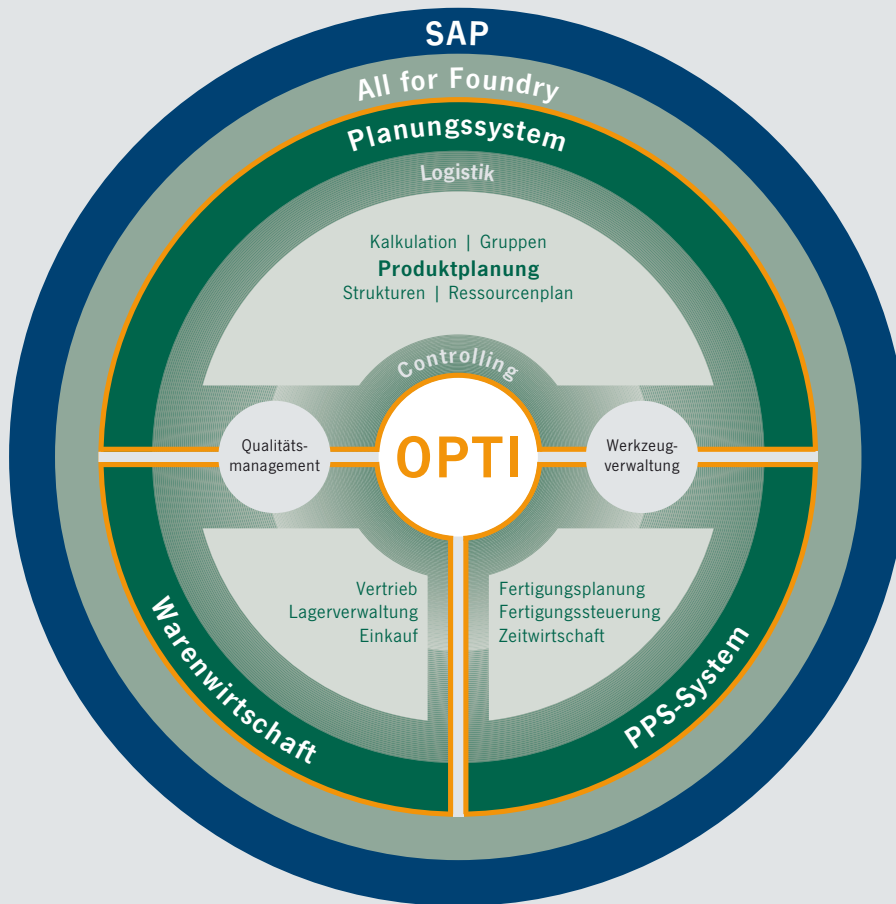 SAP
All for Foundry
Planungssystem
Logistik
Kalkulation | Gruppen
Produktplanung
Strukturen | Ressourcenplan
Controlling
Qualitäts-
management
OPTI
Werkzeug-
verwaltung
Vertrieb
Lagerverwaltung
Einkauf
Fertigungsplanung
Fertigungssteuerung
Zeitwirtschaft
Warenwirtschaft
PPS-System